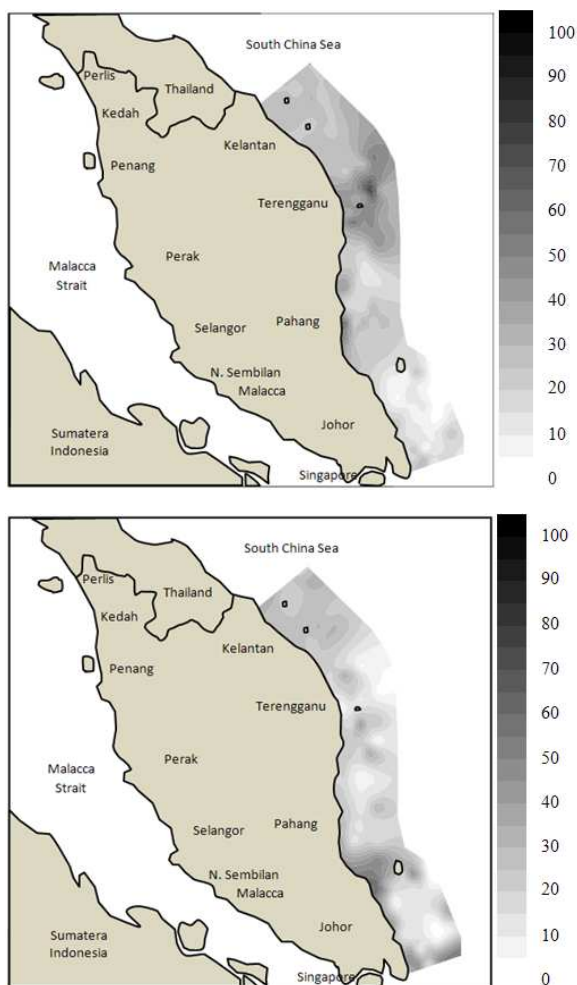 South China Sea
100
90
80
70
60
50
40
30
20
10
0
Perlis
Thailand
Kedah
Kelantan
Penang
Terengganu
Perak
Malacca
Strait
Selangor
Pahang
N. Sembilan
Malacca
Johor
Sumatera
Indonesia
Singapore
South China Sea
100
90
80
70
60
50
40
30
20
10
0
Perlis
Thailand
Kedah
Kelantan
Penang
Terengganu
Perak
Malacca
Strait
Selangor
Pahang
N. Sembilan
Malacca
Johor
Sumatera
Indonesia
Singapore